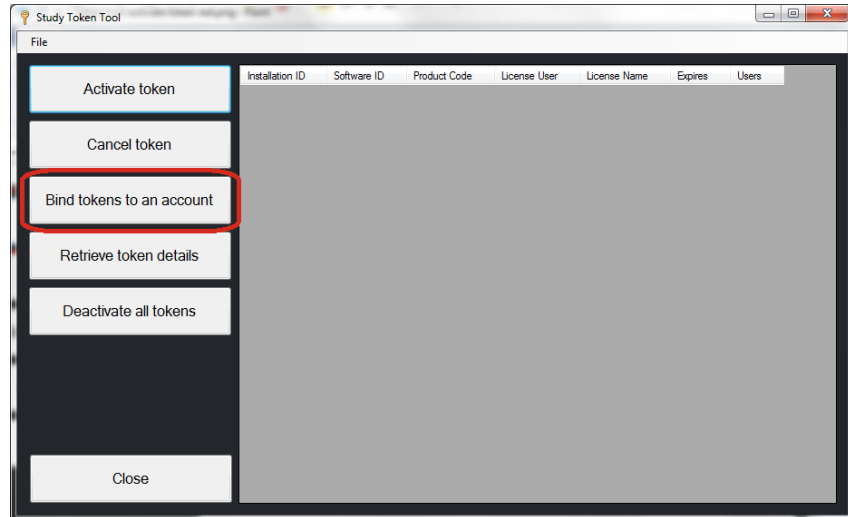 Study Token Tool
File
Activate token
Cancel token
Bind tokens to an account
Retrieve token details
Deactivate all tokens
Close
Installation ID Software ID Product Code License User License Name Expires Users